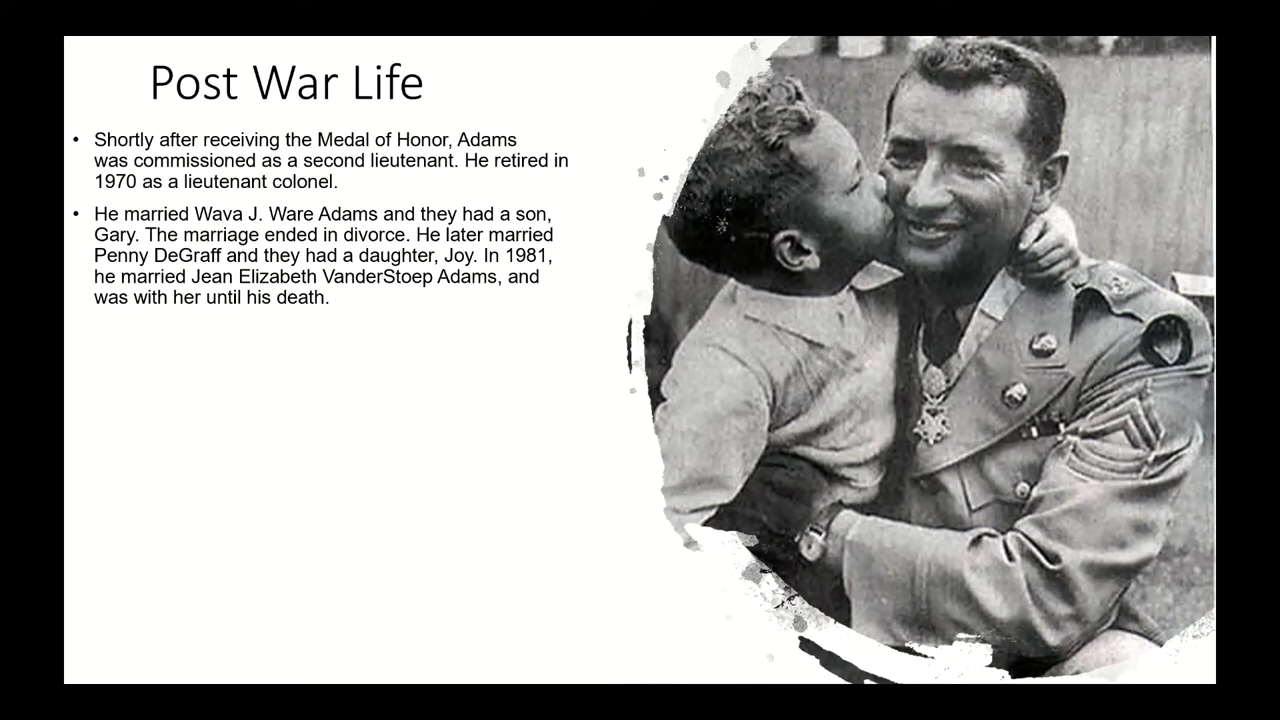 Post War Life
• Shortly after receiving the Medal of Honor, Adams
was commissioned as a second lieutenant. He retired in
1970 as a lieutenant colonel.
• He married Wava J. Ware Adams and they had a son,
Gary. The marriage ended in divorce. He later married
Penny DeGraff and they had a daughter, Joy. In 1981,
he married Jean Elizabeth VanderStoep Adams, and
was with her until his death.